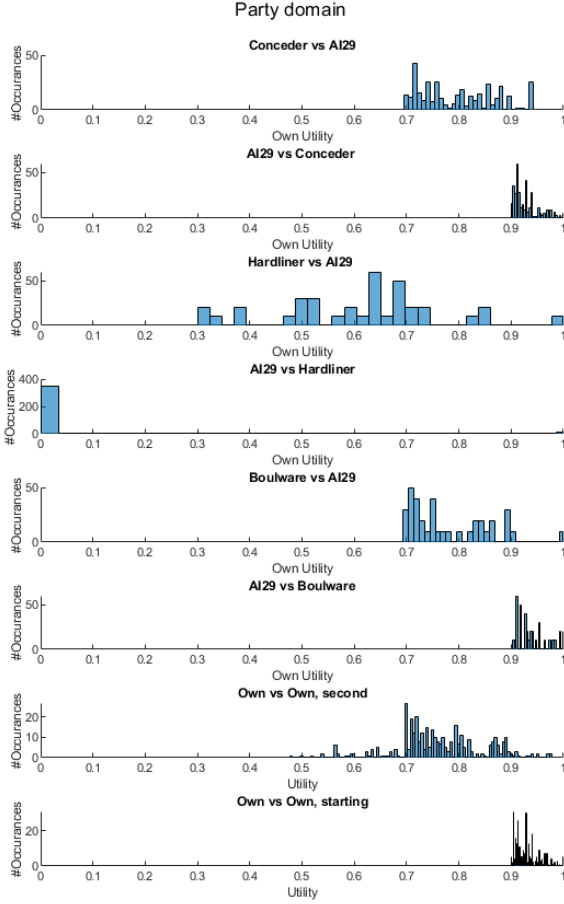 Party domain
Conceder vs AI29
#Occurances
50
0
0 0.1 0.2 0.3 0.4 0.5 0.6 0.7 0.8 0.9 1
Own Utility
AI29 vs Conceder
#Occurances
50
0
0 0.1 0.2 0.3 0.4 0.5 0.6 0.7 0.8 0.9 1
Own Utility
Hardliner vs AI29
#Occurances
50
0
0 0.1 0.2 0.3 0.4 0.5 0.6 0.7 0.8 0.9 1
Own Utility
AI29 vs Hardliner
#Occurances
400
200
0
0 0.1 0.2 0.3 0.4 0.5 0.6 0.7 0.8 0.9 1
Own Utility
Boulware vs AI29
#Occurances
50
0
0 0.1 0.2 0.3 0.4 0.5 0.6 0.7 0.8 0.9 1
Own Utility
AI29 vs Boulware
#Occurances
50
0
0 0.1 0.2 0.3 0.4 0.5 0.6 0.7 0.8 0.9 1
Own Utility
Own vs Own, second
#Occurances
20
10
0
0 0.1 0.2 0.3 0.4 0.5 0.6 0.7 0.8 0.9 1
Utility
Own vs Own, starting
#Occurances
20
0
0 0.1 0.2 0.3 0.4 0.5 0.6 0.7 0.8 0.9 1
Utility